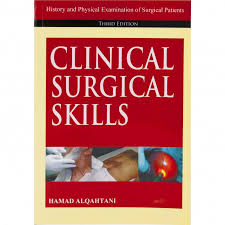 History and Physical Examination of Surgical Patients
THIRD EDITION
CLINICAL
SURGICAL
SKILLS
HAMAD ALQAHTANI